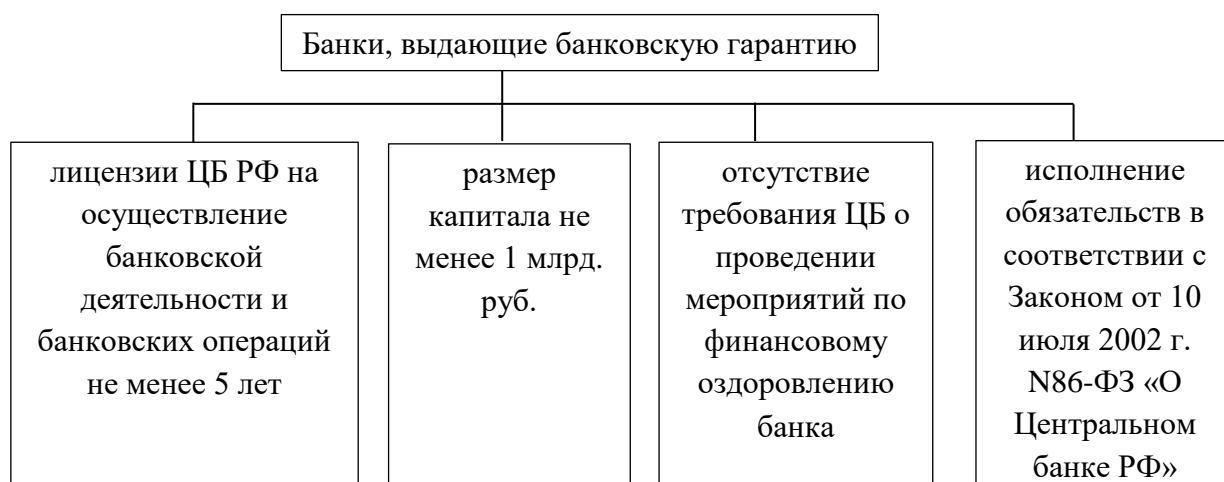 Банки, выдающие банковскую гарантию
лицензии ЦБ РФ на
осуществление
банковской
деятельности и
банковских операций
не менее 5 лет
размер
капитала не
менее 1 млрд.
руб.
отсутствие
требования ЦБ о
проведении
мероприятий по
финансовому
оздоровлению
банка
исполнение
обязательств в
соответствии с
Законом от 10
июля 2002 г.
N86-ФЗ «О
Центральном
банке РФ»